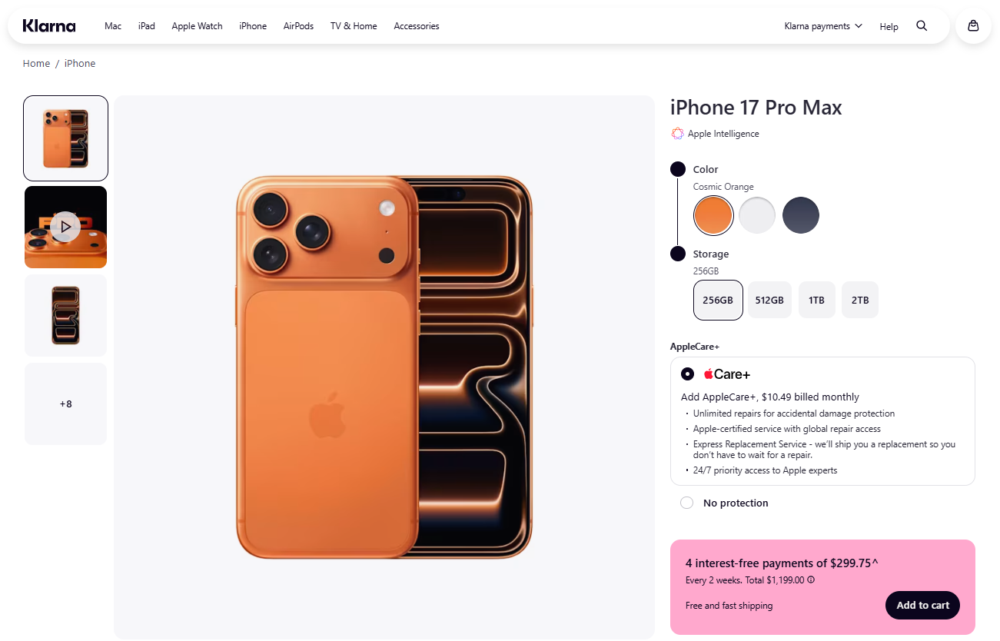 Klarna
Mac
iPad
Apple Watch
iPhone
AirPods
TV & Home
Accessories
Klarna payments
Help
Home / iPhone
+8
iPhone 17 Pro Max
Apple Intelligence
Color
Cosmic Orange
Storage
256GB
256GB
512GB
1TB
2TB
AppleCare+
Care+
Add AppleCare+, $10.49 billed monthly
· Unlimited repairs for accidental damage protection
· Apple-certified service with global repair access
· Express Replacement Service - we’ll ship you a replacement so you
don’t have to wait for a repair.
· 24/7 priority access to Apple experts
No protection
4 interest-free payments of $299.75^
Every 2 weeks. Total $1,199.00
Free and fast shipping
Add to cart